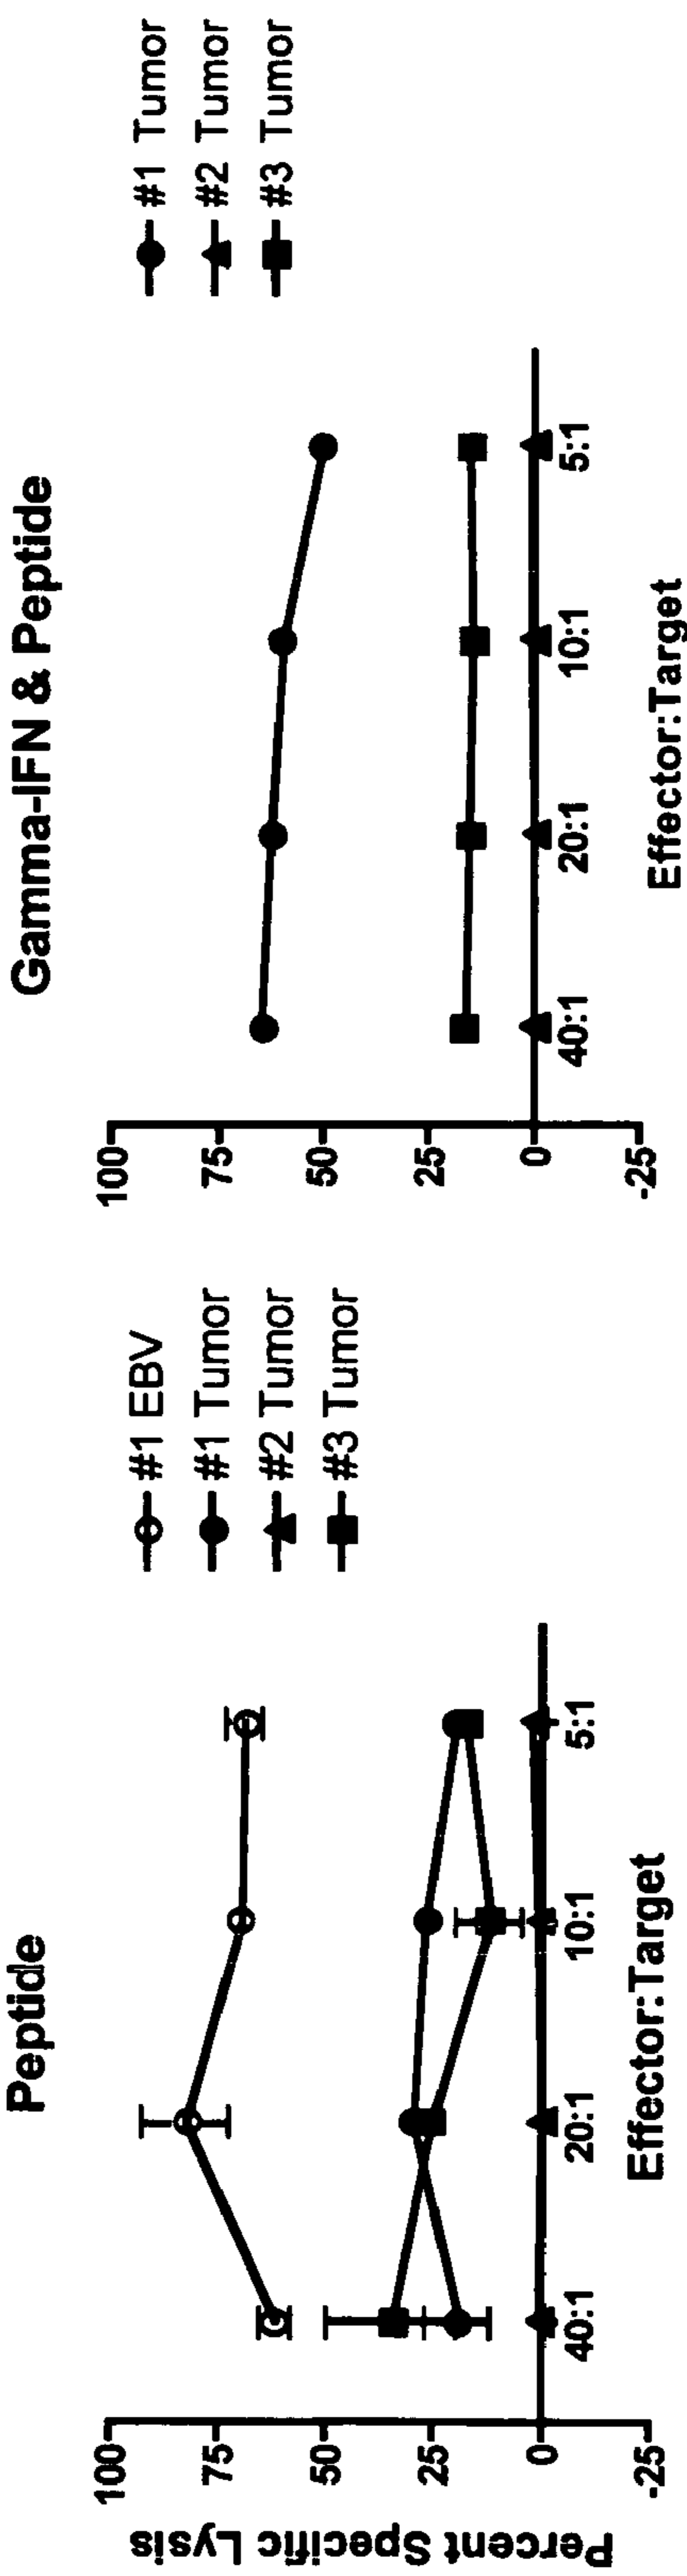 Peptide
Percent Specific Lysis
100
75
50
25
0
-25
40:1
20:1
10:1
5:1
Effector:Target
#1 EBV
#1 Tumor
#2 Tumor
#3 Tumor
Gamma-IFN & Peptide
100
75
50
25
0
-25
40:1
20:1
10:1
5:1
Effector:Target
#1 Tumor
#2 Tumor
#3 Tumor